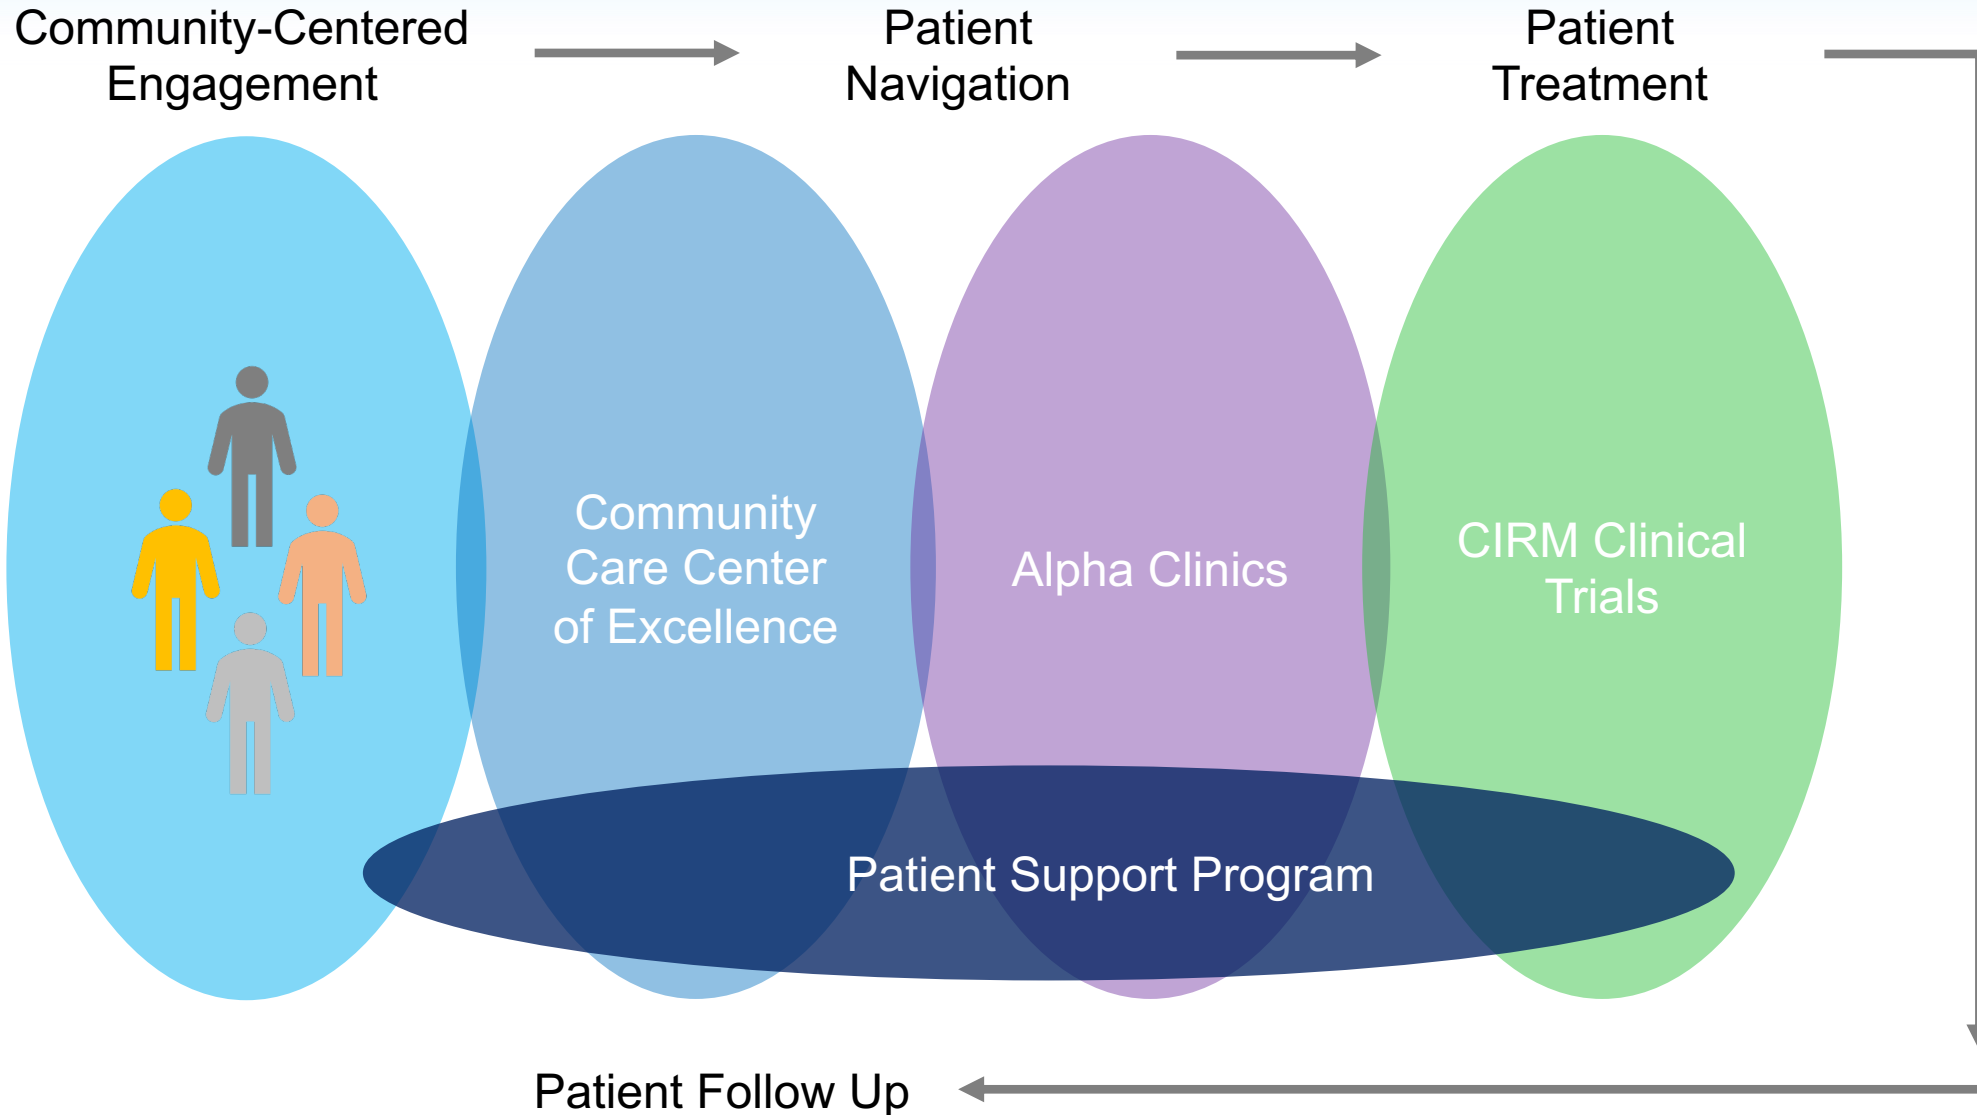 Community-Centered
Engagement
Patient
Navigation
Patient
Treatment
Community
Care Center
of Excellence
Alpha Clinics
CIRM Clinical
Trials
Patient Support Program
Patient Follow Up